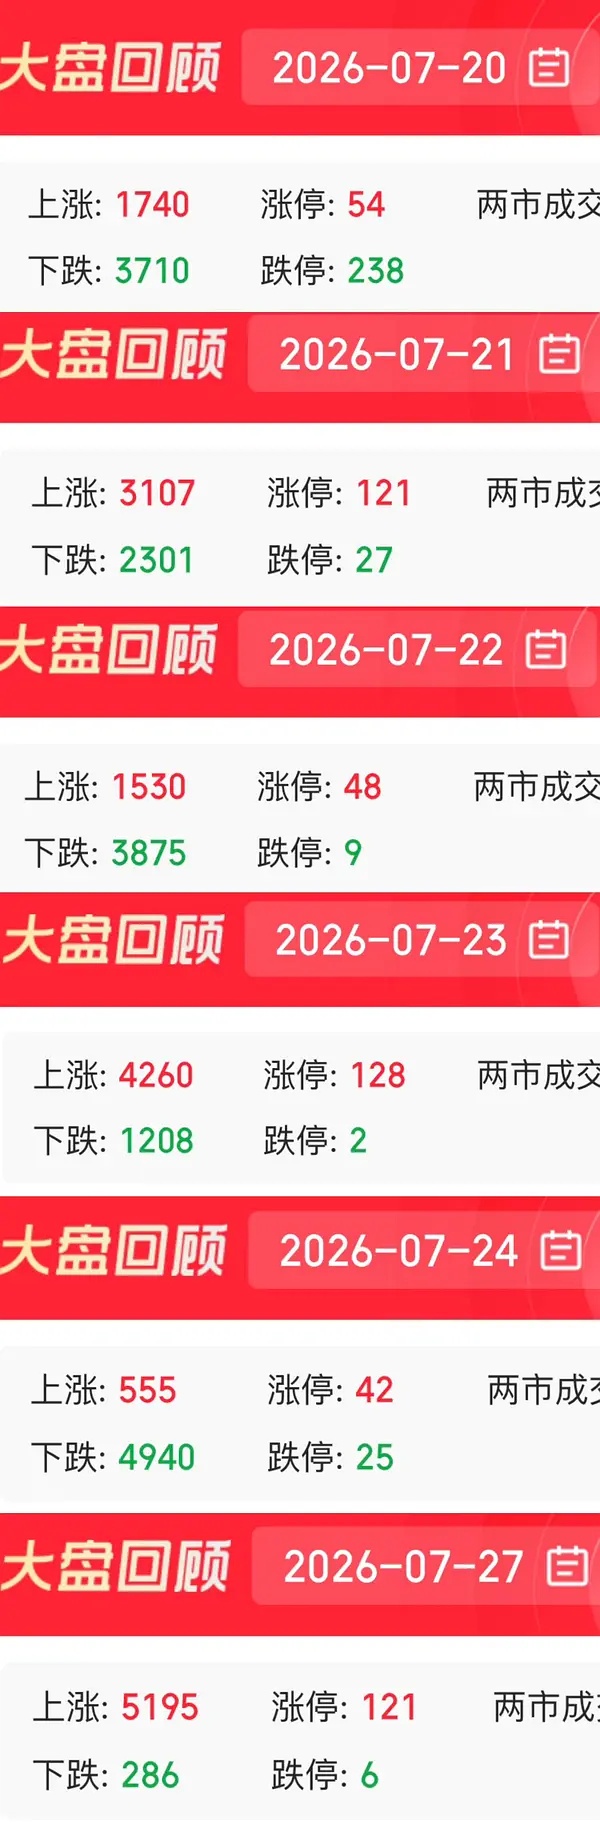 大盘回顾 2026-07-20
上涨: 1740 涨停: 54 两市成交
下跌: 3710 跌停: 238
大盘回顾 2026-07-21
上涨: 3107 涨停: 121 两市成交
下跌: 2301 跌停: 27
大盘回顾 2026-07-22
上涨: 1530 涨停: 48 两市成交
下跌: 3875 跌停: 9
大盘回顾 2026-07-23
上涨: 4260 涨停: 128 两市成交
下跌: 1208 跌停: 2
大盘回顾 2026-07-24
上涨: 555 涨停: 42 两市成交
下跌: 4940 跌停: 25
大盘回顾 2026-07-27
上涨: 5195 涨停: 121 两市成交
下跌: 286 跌停: 6